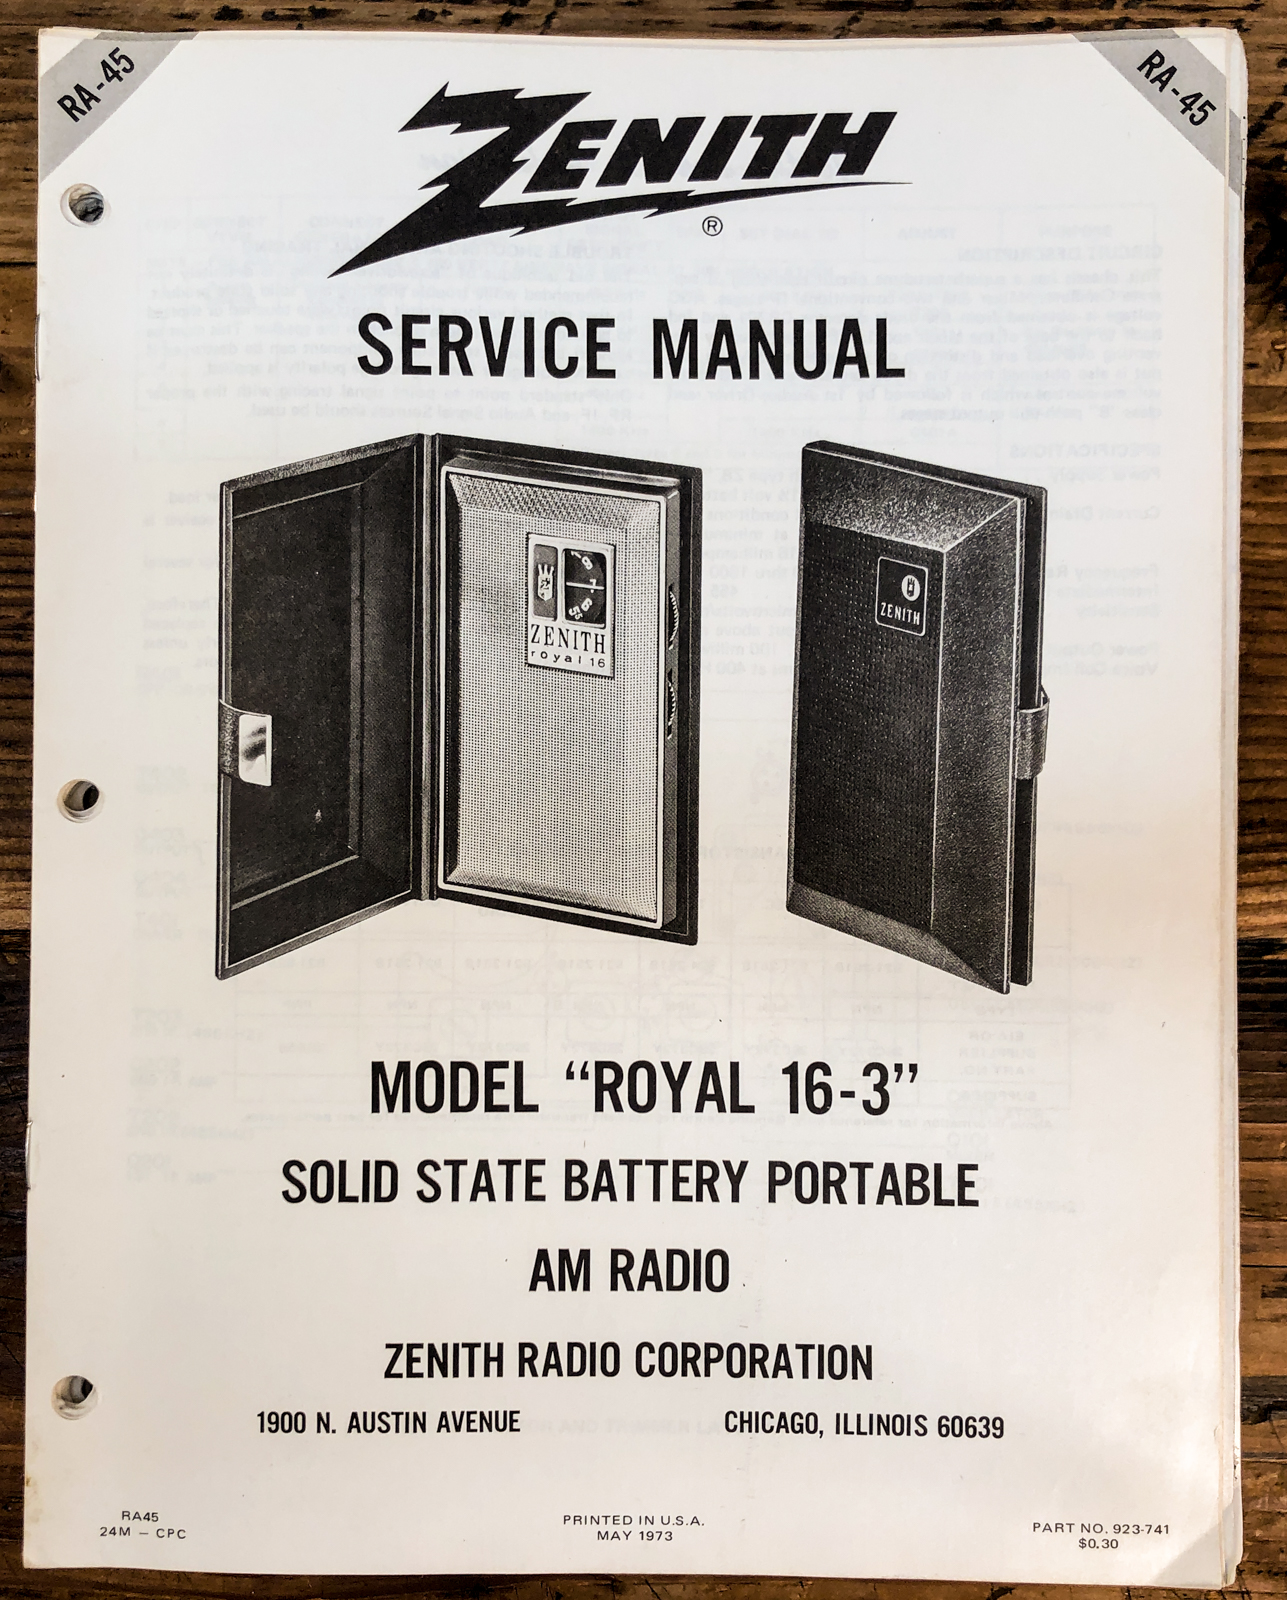 RA-45
RA-45
ZENITH
®
SERVICE MANUAL
ZENITH
royal 16
ZENITH
MODEL “ROYAL 16-3”
SOLID STATE BATTERY PORTABLE
AM RADIO
ZENITH RADIO CORPORATION
1900 N. AUSTIN AVENUE CHICAGO, ILLINOIS 60639
RA45
24M – CPC
PRINTED IN U.S.A.
MAY 1973
PART NO. 923-741
$0.30